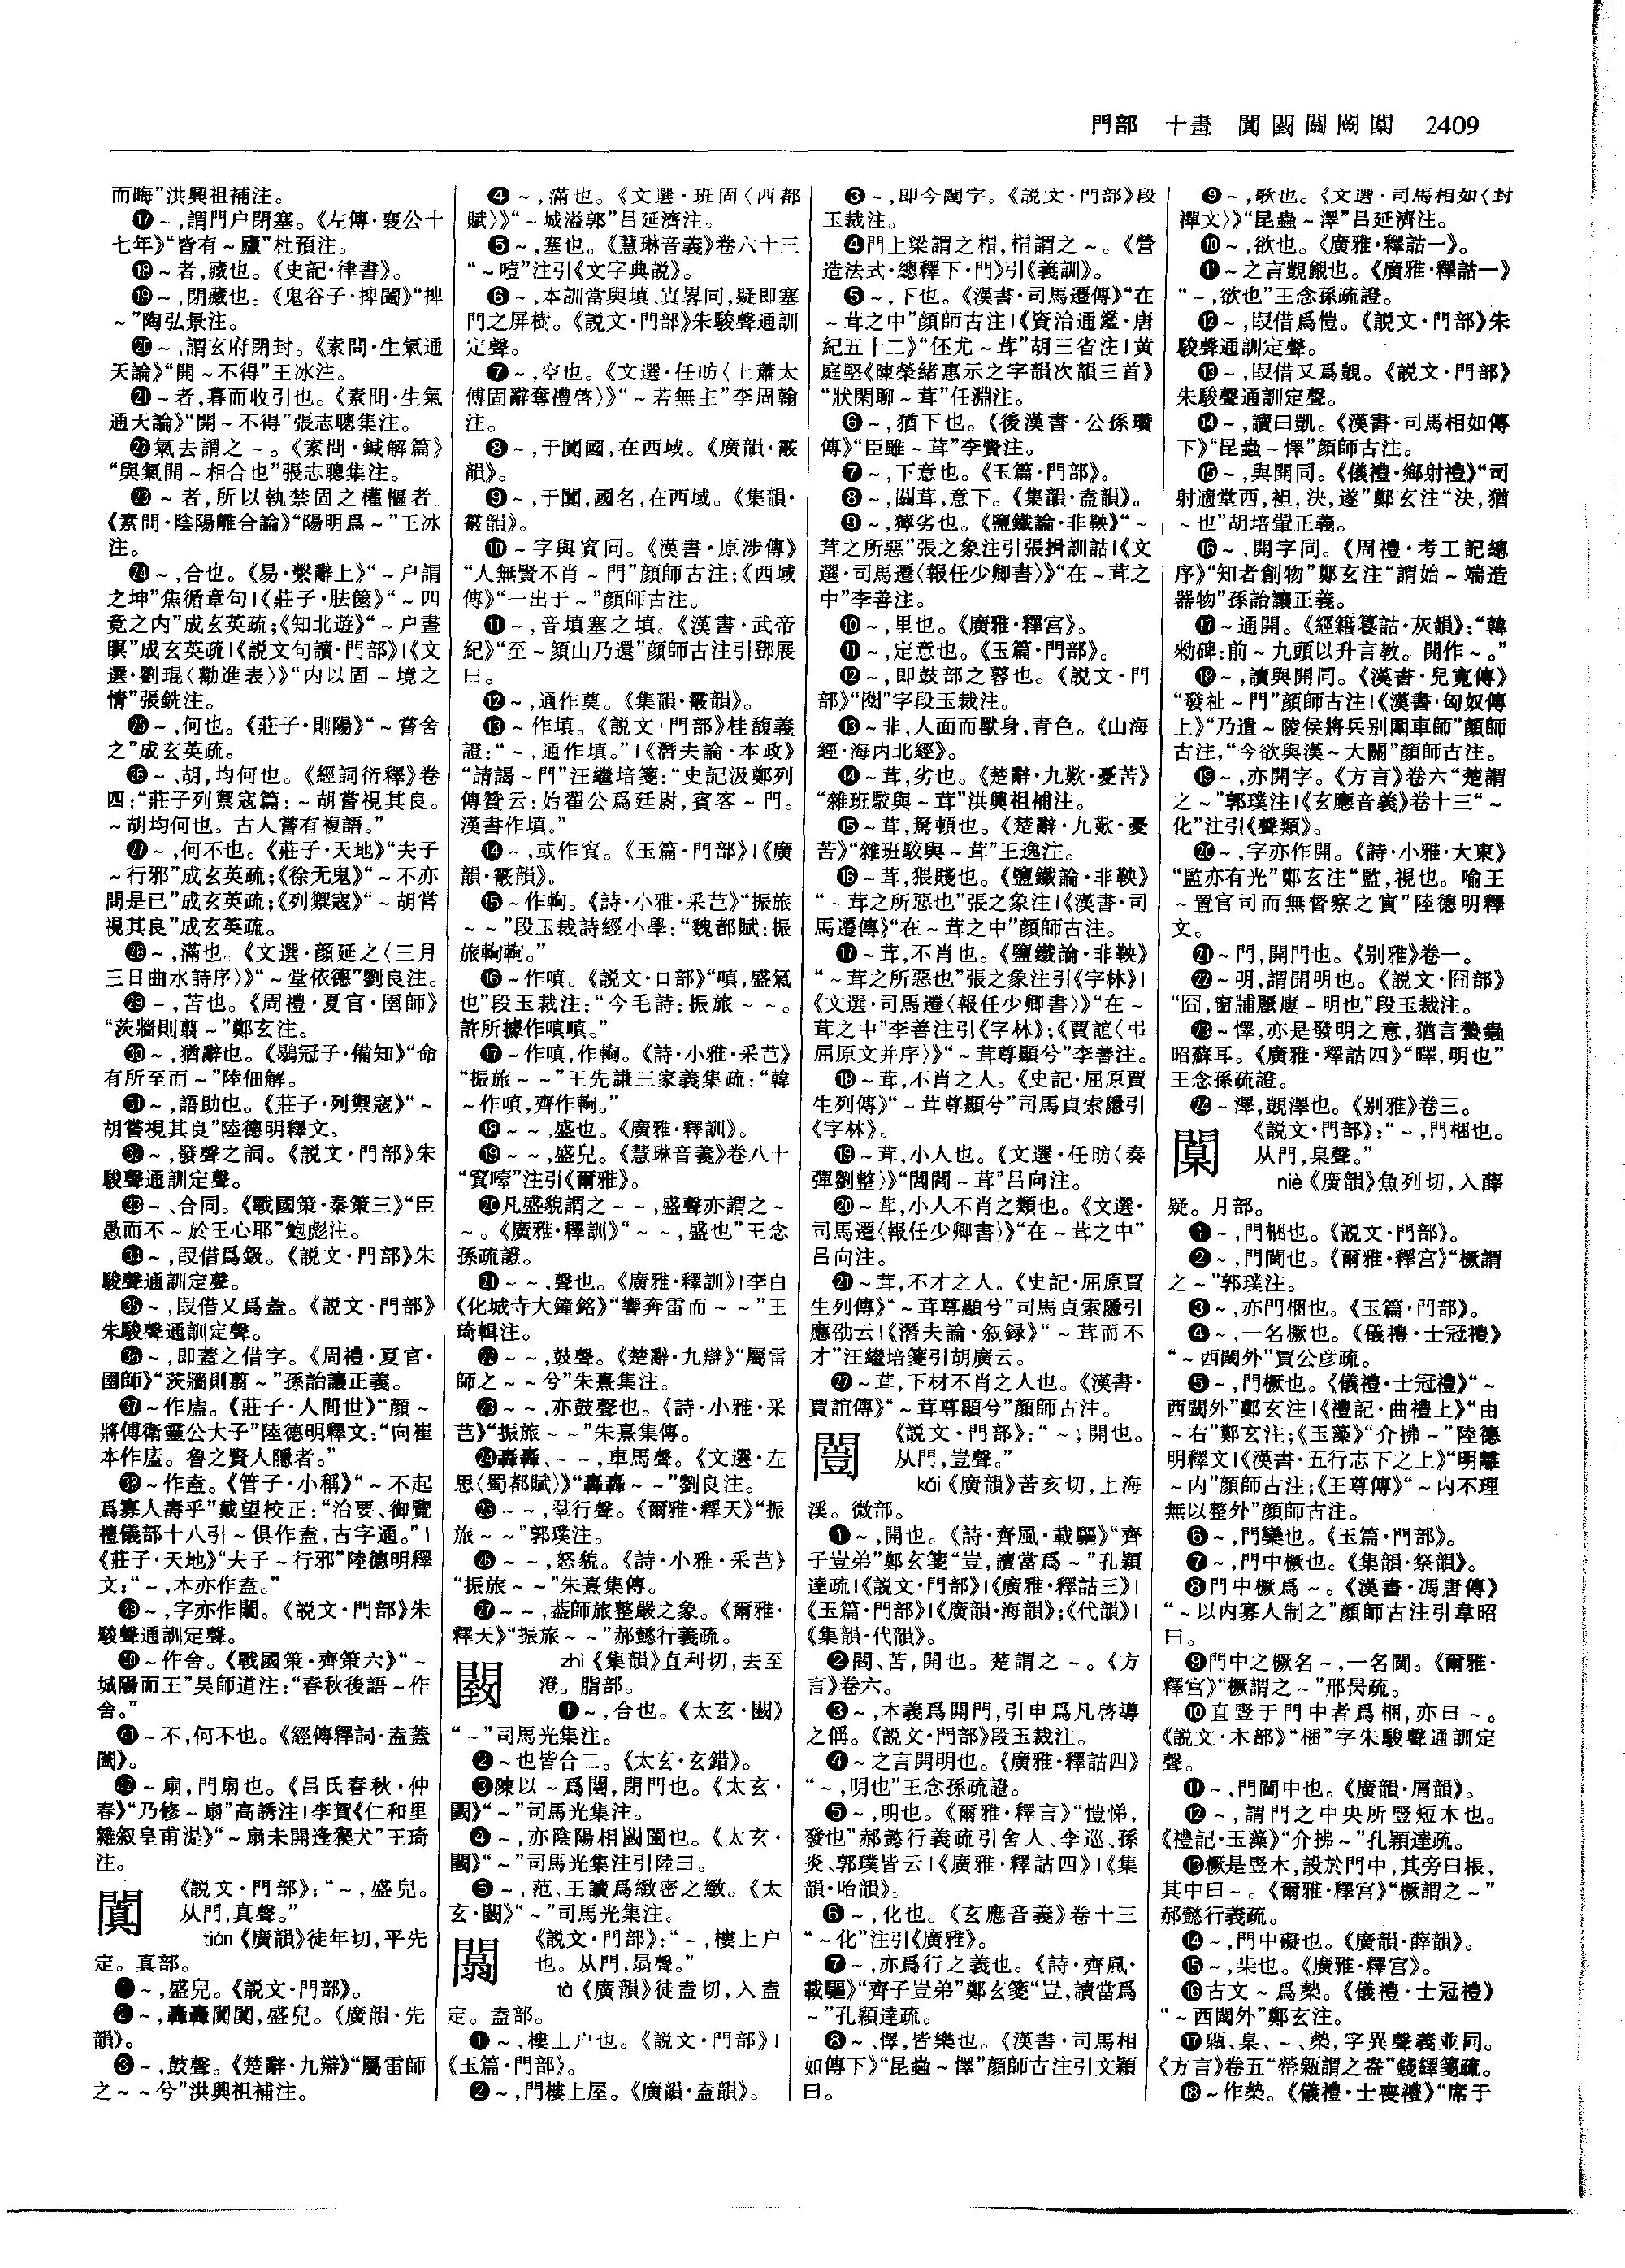 門部　十畫　闐 闙 闒 闓 闑　2409
而晦”洪興祖補注。
⓱～,謂門户閉塞。《左傳·襄公十
七年》“皆有～廬”杜預注。
⓲～者,藏也。《史記·律書》。
⓳～,閉藏也。《鬼谷子·捭闔》“捭
～”陶弘景注。
⓴～,謂玄府閉封。《素問·生氣通
天論》“開～不得”王冰注。
㉑～者,暮而收引也。《素問·生氣
通天論》“開～不得”張志聰集注。
㉒氣去謂之～。《素問·鍼解篇》
“與氣開～相合也”張志聰集注。
㉓～者,所以執禁固之權樞者。
《素問·陰陽離合論》“陽明爲～”王冰
注。
㉔～,合也。《易·繫辭上》“～户謂
之坤”焦循章句|《莊子·胠篋》“～四
竟之内”成玄英疏;《知北遊》“～户晝
瞑”成玄英疏|《説文句讀·門部》|《文
選·劉琨〈勸進表〉》“内以固～境之
情”張銑注。
㉕～,何也。《莊子·則陽》“～嘗舍
之”成玄英疏。
㉖～、胡,均何也。《經詞衍釋》卷
四:“莊子列禦寇篇:～胡嘗視其良。
～胡均何也。古人嘗有複語。”
㉗～,何不也。《莊子·天地》“夫子
～行邪”成玄英疏;《徐无鬼》“～不亦
問是已”成玄英疏;《列禦寇》“～胡嘗
視其良”成玄英疏。
㉘～,滿也。《文選·顔延之〈三月
三日曲水詩序〉》“～堂依德”劉良注。
㉙～,苫也。《周禮·夏官·圉師》
“茨牆則翦～”鄭玄注。
㉚～,猶辭也。《鶡冠子·備知》“命
有所至而～”陸佃解。
㉛～,語助也。《莊子·列禦寇》“～
胡嘗視其良”陸德明釋文。
㉜～,發聲之詞。《説文·門部》朱
駿聲通訓定聲。
㉝～、合同。《戰國策·秦策三》“臣
愚而不～於王心耶”鮑彪注。
㉞～,叚借爲鈒。《説文·門部》朱
駿聲通訓定聲。
㉟～,叚借又爲蓋。《説文·門部》
朱駿聲通訓定聲。
㊱～,即蓋之借字。《周禮·夏官·
圉師》“茨牆則翦～”孫詒讓正義。
㊲～作廅。《莊子·人間世》“顔～
將傅衛靈公大子”陸德明釋文:“向崔
本作廅。魯之賢人隱者。”
㊳～作盍。《管子·小稱》“～不起
爲寡人壽乎”戴望校正:“治要、御覽
禮儀部十八引～俱作盍,古字通。”|
《莊子·天地》“夫子～行邪”陸德明釋
文:“～,本亦作盍。”
㊴～,字亦作闟。《説文·門部》朱
駿聲通訓定聲。
㊵～作舍。《戰國策·齊策六》“～
城陽而王”吴師道注:“春秋後語～作
舍。”
㊶～不,何不也。《經傳釋詞·盍蓋
闔》。
㊷～扇,門扇也。《吕氏春秋·仲
春》“乃修～扇”高誘注|李賀《仁和里
雜叙皇甫湜》“～扇未開逢猰犬”王琦
注。
闐　《説文·門部》:“～,盛皃。
从門,真聲。”
tián《廣韻》徒年切,平先
定。真部。
❶～,盛皃。《説文·門部》。
❷～,轟轟闐闐,盛皃。《廣韻·先
韻》。
❸～,鼓聲。《楚辭·九辯》“屬雷師
之～～兮”洪興祖補注。
❹～,滿也。《文選·班固〈西都
賦〉》“～城溢郭”吕延濟注。
❺～,塞也。《慧琳音義》卷六十三
“～噎”注引《文字典説》。
❻～,本訓當與填、窴畧同,疑即塞
門之屏樹。《説文·門部》朱駿聲通訓
定聲。
❼～,空也。《文選·任昉〈上蕭太
傅固辭奪禮啓〉》“～若無主”李周翰
注。
❽～,于闐國,在西域。《廣韻·霰
韻》。
❾～,于闐,國名,在西域。《集韻·
霰韻》。
❿～字與窴同。《漢書·原涉傳》
“人無賢不肖～門”顔師古注;《西域
傳》“一出于～”顔師古注。
⓫～,音填塞之填。《漢書·武帝
紀》“至～顔山乃還”顔師古注引鄧展
曰。
⓬～,通作奠。《集韻·霰韻》。
⓭～作填。《説文·門部》桂馥義
證:“～,通作填。”|《潛夫論·本政》
“請謁～門”汪繼培箋:“史記汲鄭列
傳贊云:始翟公爲廷尉,賓客～門。
漢書作填。”
⓮～,或作窴。《玉篇·門部》|《廣
韻·霰韻》。
⓯～作軥。《詩·小雅·采芑》“振旅
～～”段玉裁詩經小學:“魏都賦:振
旅軥軥。”
⓰～作嗔。《説文·口部》“嗔,盛氣
也”段玉裁注:“今毛詩:振旅～～。
許所據作嗔嗔。”
⓱～作嗔,作軥。《詩·小雅·采芑》
“振旅～～”王先謙三家義集疏:“韓
～作嗔,齊作軥。”
⓲～～,盛也。《廣雅·釋訓》。
⓳～～,盛皃。《慧琳音義》卷八十
“窴噎”注引《爾雅》。
⓴凡盛貌謂之～～,盛聲亦謂之～
～。《廣雅·釋訓》“～～,盛也”王念
孫疏證。
㉑～～,聲也。《廣雅·釋訓》|李白
《化城寺大鐘銘》“響奔雷而～～”王
琦輯注。
㉒～～,鼓聲。《楚辭·九辯》“屬雷
師之～～兮”朱熹集注。
㉓～～,亦鼓聲也。《詩·小雅·采
芑》“振旅～～”朱熹集傳。
㉔轟轟、～～,車馬聲。《文選·左
思〈蜀都賦〉》“轟轟～～”劉良注。
㉕～～,羣行聲。《爾雅·釋天》“振
旅～～”郭璞注。
㉖～～,怒貌。《詩·小雅·采芑》
“振旅～～”朱熹集傳。
㉗～～,蓋師旅整嚴之象。《爾雅·
釋天》“振旅～～”郝懿行義疏。
zhì《集韻》直利切,去至
澄。脂部。
❶～,合也。《太玄·闙》
“～”司馬光集注。
❷～也皆合二。《太玄·玄錯》。
❸陳以～爲闔,閉門也。《太玄·
“～”司馬光集注。
❹～,亦陰陽相闔也。《太玄·
“～”司馬光集注引陸曰。
❺～,范、王讀爲緻密之緻。《太
“～”司馬光集注。
闒　《説文·門部》:“～,樓上户
也。从門,𦐇聲。”
tà《廣韻》徒盍切,入盍
定。盍部。
❶～,樓上户也。《説文·門部》|
《玉篇·門部》。
❷～,門樓上屋。《廣韻·盍韻》。
❸～,即今闥字。《説文·門部》段
玉裁注。
❹門上梁謂之楣,楣謂之～。《營
造法式·總釋下·門》引《義訓》。
❺～,下也。《漢書·司馬遷傳》“在
～茸之中”顔師古注|《資治通鑑·唐
紀五十二》“伾尤～茸”胡三省注|黄
庭堅《陳榮緒惠示之字韻次韻三首》
“狀閑聊～茸”任淵注。
❻～,猶下也。《後漢書·公孫瓚
傳》“臣雖～茸”李賢注。
❼～,下意也。《玉篇·門部》。
❽～,闒茸,意下。《集韻·盍韻》。
❾～,獰劣也。《鹽鐵論·非鞅》“～
茸之所惡”張之象注引張揖訓詁|《文
選·司馬遷〈報任少卿書〉》“在～茸之
中”李善注。
❿～,里也。《廣雅·釋宫》。
⓫～,定意也。《玉篇·門部》。
⓬～,即鼓部之鼛也。《説文·門
部》“閤”字段玉裁注。
⓭～非,人面而獸身,青色。《山海
經·海内北經》。
⓮～茸,劣也。《楚辭·九歎·憂苦》
“雜班駮與～茸”洪興祖補注。
⓯～茸,駑頓也。《楚辭·九歎·憂
苦》“雜班駮與～茸”王逸注。
⓰～茸,猥賤也。《鹽鐵論·非鞅》
“～茸之所惡也”張之象注|《漢書·司
馬遷傳》“在～茸之中”顔師古注。
⓱～茸,不肖也。《鹽鐵論·非鞅》
“～茸之所惡也”張之象注引《字林》|
《文選·司馬遷〈報任少卿書〉》“在～
茸之中”李善注引《字林》;《賈誼〈弔
屈原文并序〉》“～茸尊顯兮”李善注。
⓲～茸,不肖之人。《史記·屈原賈
生列傳》“～茸尊顯兮”司馬貞索隱引
《字林》。
⓳～茸,小人也。《文選·任昉〈奏
彈劉整〉》“閭閻～茸”吕向注。
⓴～茸,小人不肖之類也。《文選·
司馬遷〈報任少卿書〉》“在～茸之中”
吕向注。
㉑～茸,不才之人。《史記·屈原賈
生列傳》“～茸尊顯兮”司馬貞索隱引
應劭云|《潛夫論·叙録》“～茸而不
才”汪繼培箋引胡廣云。
㉒～茸,下材不肖之人也。《漢書·
賈誼傳》“～茸尊顯兮”顔師古注。
闓　《説文·門部》:“～;開也。
从門,豈聲。”
kǎi《廣韻》苦亥切,上海
溪。微部。
❶～,開也。《詩·齊風·載驅》“齊
子豈弟”鄭玄箋“豈,讀當爲～”孔穎
達疏|《説文·門部》|《廣雅·釋詁三》|
《玉篇·門部》|《廣韻·海韻》;《代韻》|
《集韻·代韻》。
❷閻、苫,開也。楚謂之～。《方
言》卷六。
❸～,本義爲開門,引申爲凡啓導
之偁。《説文·門部》段玉裁注。
❹～之言開明也。《廣雅·釋詁四》
“～,明也”王念孫疏證。
❺～,明也。《爾雅·釋言》“愷悌,
發也”郝懿行義疏引舍人、李巡、孫
炎、郭璞皆云|《廣雅·釋詁四》|《集
韻·咍韻》。
❻～,化也。《玄應音義》卷十三
“～化”注引《廣雅》。
❼～,亦爲行之義也。《詩·齊風·
載驅》“齊子豈弟”鄭玄箋“豈,讀當爲
～”孔穎達疏。
❽～、懌,皆樂也。《漢書·司馬相
如傳下》“昆蟲～懌”顔師古注引文穎
曰。
❾～,歌也。《文選·司馬相如〈封
禪文〉》“昆蟲～澤”吕延濟注。
❿～,欲也。《廣雅·釋詁一》。
⓫～之言覬覦也。《廣雅·釋詁一》
“～,欲也”王念孫疏證。
⓬～,叚借爲愷。《説文·門部》朱
駿聲通訓定聲。
⓭～,叚借又爲覬。《説文·門部》
朱駿聲通訓定聲。
⓮～,讀曰凱。《漢書·司馬相如傳
下》“昆蟲～懌”顔師古注。
⓯～,與開同。《儀禮·鄉射禮》“司
射適堂西,袒,決,遂”鄭玄注“決,猶
～也”胡培翬正義。
⓰～、開字同。《周禮·考工記總
序》“知者創物”鄭玄注“謂始～端造
器物”孫詒讓正義。
⓱～通開。《經籍籑詁·灰韻》:“韓
勑碑:前～九頭以升言教。開作～。”
⓲～,讀與開同。《漢書·兒寬傳》
“發祉～門”顔師古注|《漢書·匈奴傳
上》“乃遣～陵侯將兵别圍車師”顔師
古注,“今欲與漢～大關”顔師古注。
⓳～,亦開字。《方言》卷六“楚謂
之～”郭璞注|《玄應音義》卷十三“～
化”注引《聲類》。
⓴～,字亦作開。《詩·小雅·大東》
“監亦有光”鄭玄注“監,視也。喻王
～置官司而無督察之實”陸德明釋
文。
㉑～門,開門也。《别雅》卷一。
㉒～明,謂開明也。《説文·囧部》
“囧,窗牖麗廔～明也”段玉裁注。
㉓～懌,亦是發明之意,猶言蟄蟲
昭蘇耳。《廣雅·釋詁四》“曎,明也”
王念孫疏證。
㉔～澤,覬澤也。《别雅》卷三。
闑　《説文·門部》:“～,門梱也。
从門,臬聲。”
niè《廣韻》魚列切,入薛
疑。月部。
❶～,門梱也。《説文·門部》。
❷～,門閫也。《爾雅·釋宫》“橛謂
之～”郭璞注。
❸～,亦門梱也。《玉篇·門部》。
❹～,一名橛也。《儀禮·士冠禮》
“～西閾外”賈公彦疏。
❺～,門橛也。《儀禮·士冠禮》“～
西閾外”鄭玄注|《禮記·曲禮上》“由
～右”鄭玄注;《玉藻》“介拂～”陸德
明釋文|《漢書·五行志下之上》“明離
～内”顔師古注;《王尊傳》“～内不理
無以整外”顔師古注。
❻～,門欒也。《玉篇·門部》。
❼～,門中橛也。《集韻·祭韻》。
❽門中橛爲～。《漢書·馮唐傳》
“～以内寡人制之”顔師古注引韋昭
曰。
❾門中之橛名～,一名閫。《爾雅·
釋宫》“橛謂之～”邢昺疏。
❿直豎于門中者爲梱,亦曰～。
《説文·木部》“梱”字朱駿聲通訓定
聲。
⓫～,門閫中也。《廣韻·屑韻》。
⓬～,謂門之中央所豎短木也。
《禮記·玉藻》“介拂～”孔穎達疏。
⓭橛是豎木,設於門中,其旁曰棖,
其中曰～。《爾雅·釋宫》“橛謂之～”
郝懿行義疏。
⓮～,門中礙也。《廣韻·薛韻》。
⓯～,朱也。《廣雅·釋宫》。
⓰古文～爲槷。《儀禮·士冠禮》
“～西閾外”鄭玄注。
⓱甈、臬、～、槷,字異聲義並同。
《方言》卷五“㼛甈謂之盎”錢繹箋疏。
⓲～作槷。《儀禮·士喪禮》“席于